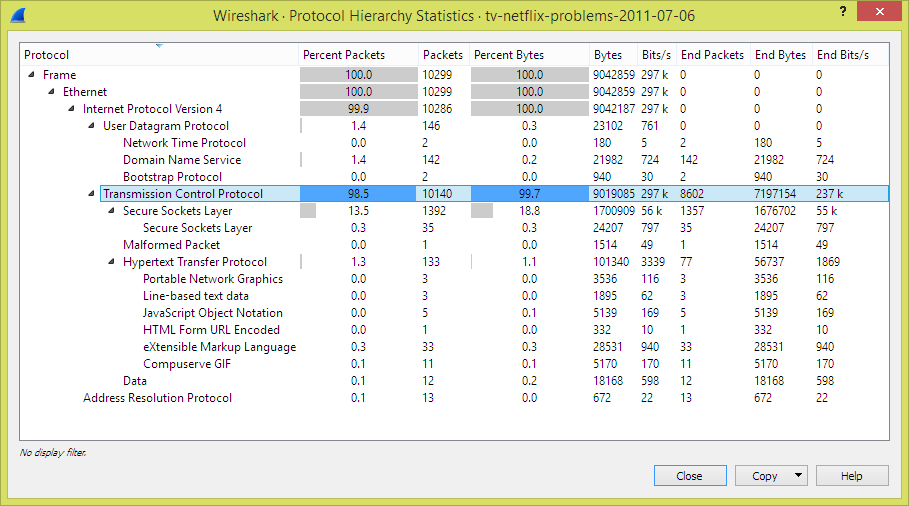 Wireshark · Protocol Hierarchy Statistics · tv-netflix-problems-2011-07-06
? ×
Protocol Percent Packets Packets Percent Bytes Bytes Bits/s End Packets End Bytes End Bits/s
Frame 100.0 10299 100.0 9042859 297 k 0 0 0
Ethernet 100.0 10299 100.0 9042859 297 k 0 0 0
Internet Protocol Version 4 99.9 10286 100.0 9042187 297 k 0 0 0
User Datagram Protocol 1.4 146 0.3 23102 761 0 0 0
Network Time Protocol 0.0 2 0.0 180 5 2 180 5
Domain Name Service 1.4 142 0.2 21982 724 142 21982 724
Bootstrap Protocol 0.0 2 0.0 940 30 2 940 30
Transmission Control Protocol 98.5 10140 99.7 9019085 297 k 8602 7197154 237 k
Secure Sockets Layer 13.5 1392 18.8 1700909 56 k 1357 1676702 55 k
Secure Sockets Layer 0.3 35 0.3 24207 797 35 24207 797
Malformed Packet 0.0 1 0.0 1514 49 1 1514 49
Hypertext Transfer Protocol 1.3 133 1.1 101340 3339 77 56737 1869
Portable Network Graphics 0.0 3 0.0 3536 116 3 3536 116
Line-based text data 0.0 3 0.0 1895 62 3 1895 62
JavaScript Object Notation 0.0 5 0.1 5139 169 5 5139 169
HTML Form URL Encoded 0.0 1 0.0 332 10 1 332 10
eXtensible Markup Language 0.3 33 0.3 28531 940 33 28531 940
Compuserve GIF 0.1 11 0.1 5170 170 11 5170 170
Data 0.1 12 0.2 18168 598 12 18168 598
Address Resolution Protocol 0.1 13 0.0 672 22 13 672 22
No display filter.
Close Copy Help